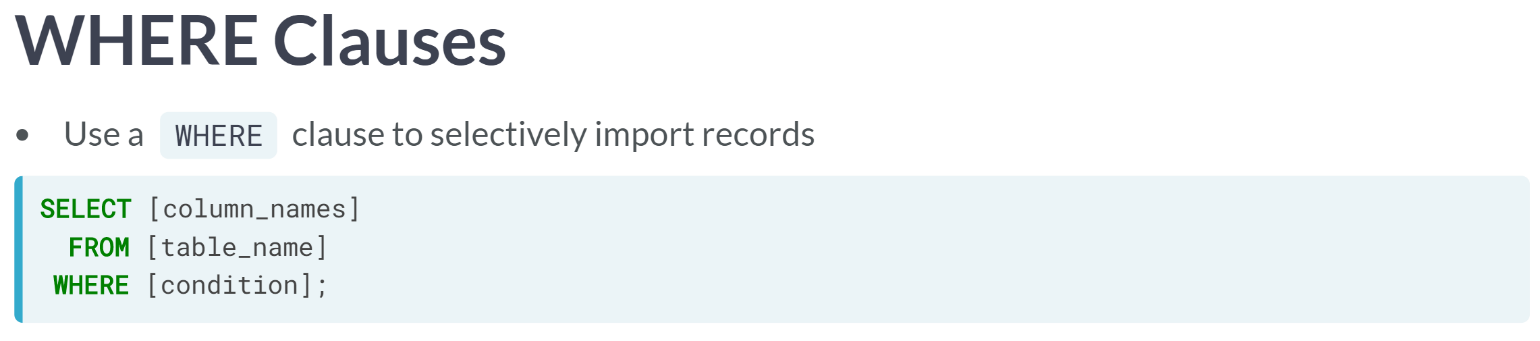 WHERE Clauses
• Use a WHERE clause to selectively import records
SELECT [column_names]
  FROM [table_name]
 WHERE [condition];